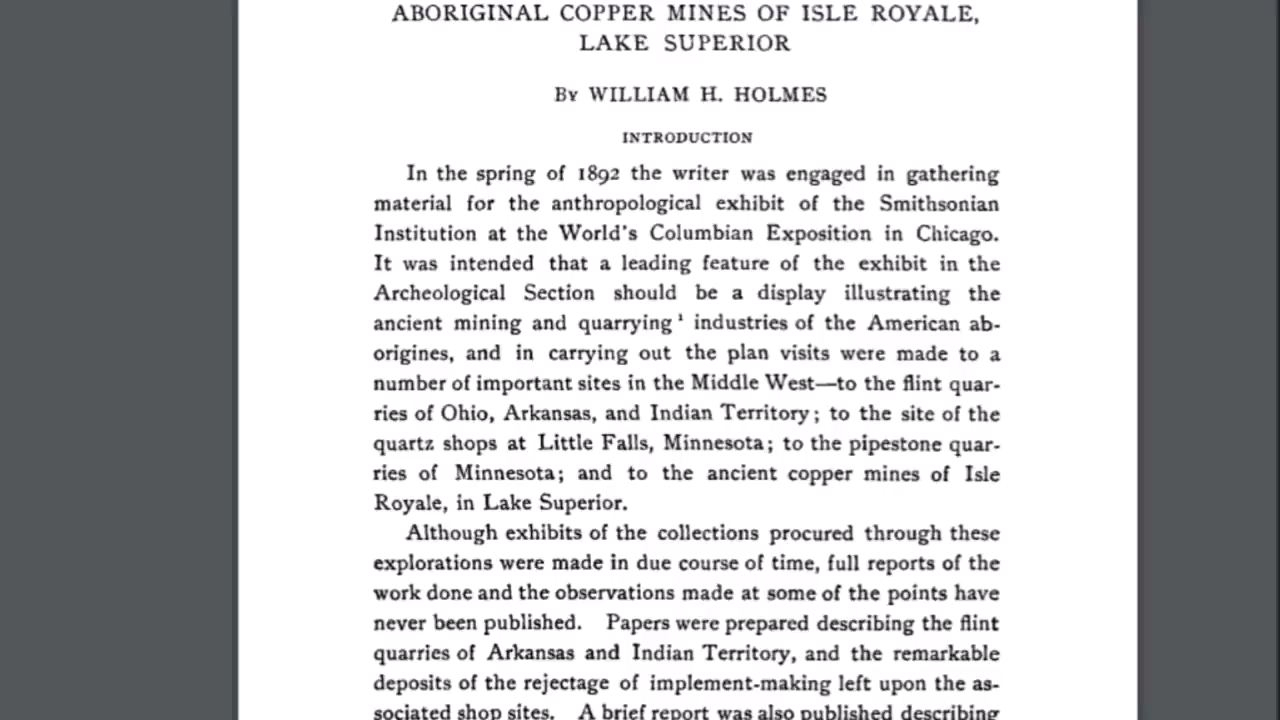 ABORIGINAL COPPER MINES OF ISLE ROYALE,
LAKE SUPERIOR
By WILLIAM H. HOLMES
INTRODUCTION
In the spring of 1892 the writer was engaged in gathering
material for the anthropological exhibit of the Smithsonian
Institution at the World's Columbian Exposition in Chicago.
It was intended that a leading feature of the exhibit in the
Archeological Section should be a display illustrating the
ancient mining and quarrying ¹ industries of the American ab-
origines, and in carrying out the plan visits were made to a
number of important sites in the Middle West—to the flint quar-
ries of Ohio, Arkansas, and Indian Territory; to the site of the
quartz shops at Little Falls, Minnesota; to the pipestone quar-
ries of Minnesota; and to the ancient copper mines of Isle
Royale, in Lake Superior.
Although exhibits of the collections procured through these
explorations were made in due course of time, full reports of the
work done and the observations made at some of the points have
never been published. Papers were prepared describing the flint
quarries of Arkansas and Indian Territory, and the remarkable
deposits of the rejectage of implement-making left upon the as-
sociated shop sites. A brief report was also published describing